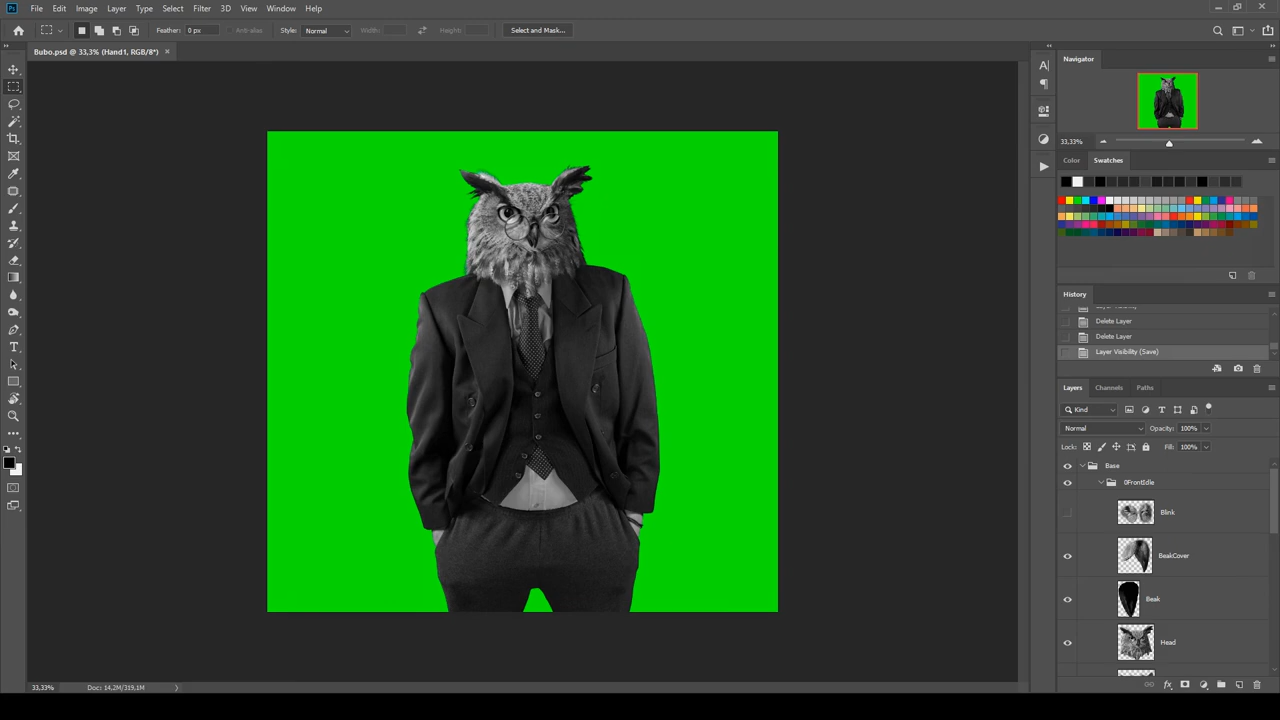 Ps File Edit Image Layer Type Select Filter 3D View Window Help
Feather: 0 px Anti-alias Style: Normal Width: Height: Select and Mask...
Bubo.psd @ 33,3% (Hand1, RGB/8*) ×
Navigator
33,33%
Color Swatches
History
Delete Layer
Delete Layer
Layer Visibility (Save)
Layers Channels Paths
Kind
Normal Opacity: 100%
Lock: Fill: 100%
Base
0FrontIdle
Blink
BeakCover
Beak
Head
33,33% Doc: 14,2M/319,1M